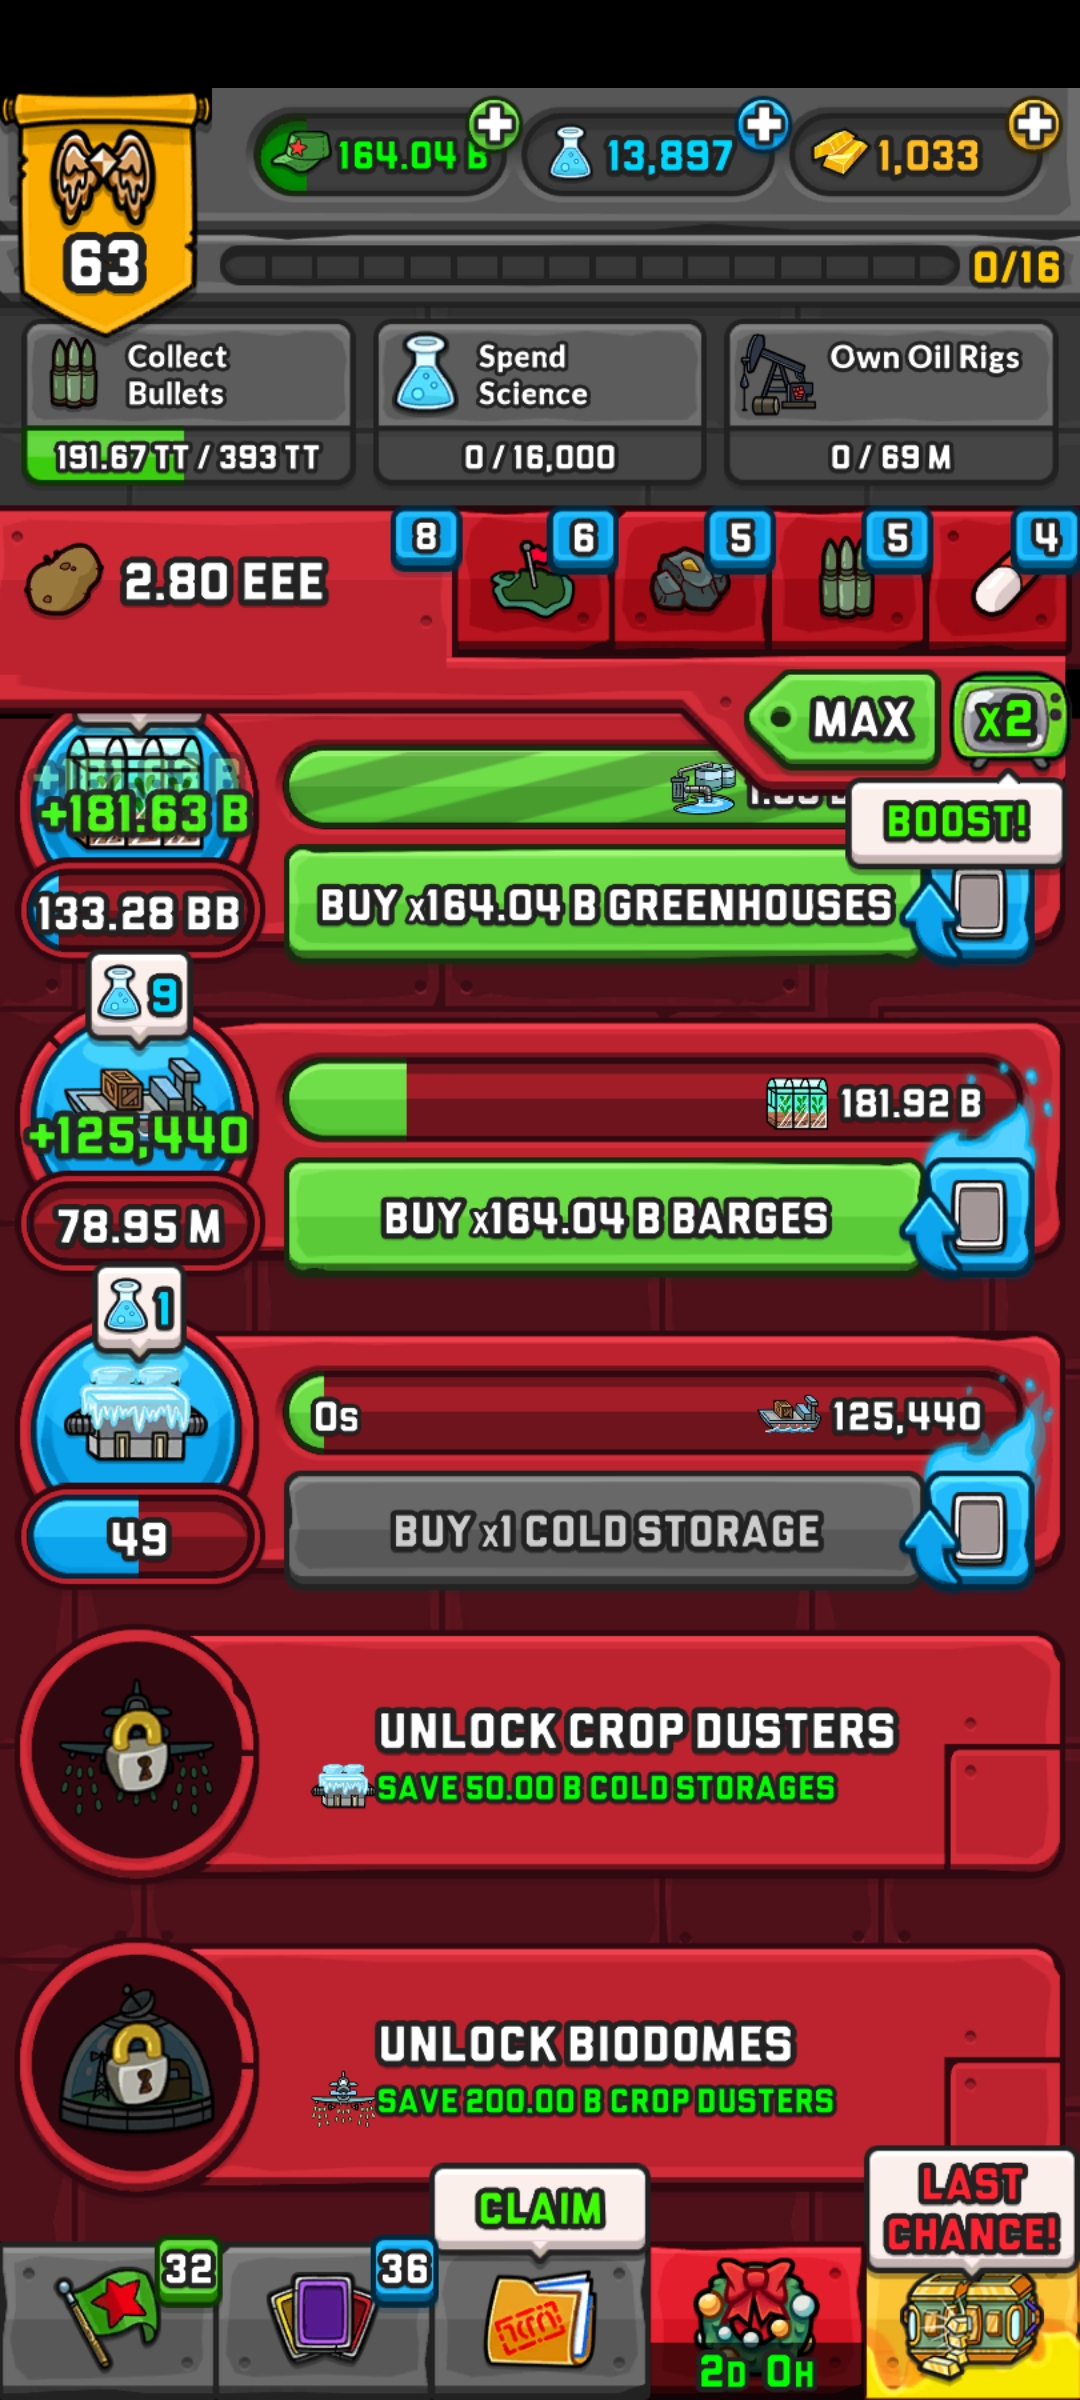 164.04 B
13,897
1,033
63
0/16
Collect
Bullets
191.67 TT / 393 TT
Spend
Science
0 / 16,000
Own Oil Rigs
0 / 69 M
2.80 EEE
8
6
5
5
4
MAX
x2
BOOST!
+181.63 B
133.28 BB
BUY x164.04 B GREENHOUSES
9
+125,440
181.92 B
78.95 M
BUY x164.04 B BARGES
1
0s
125,440
49
BUY x1 COLD STORAGE
UNLOCK CROP DUSTERS
SAVE 50.00 B COLD STORAGES
UNLOCK BIODOMES
SAVE 200.00 B CROP DUSTERS
CLAIM
LAST
CHANCE!
32
36
2D 0H